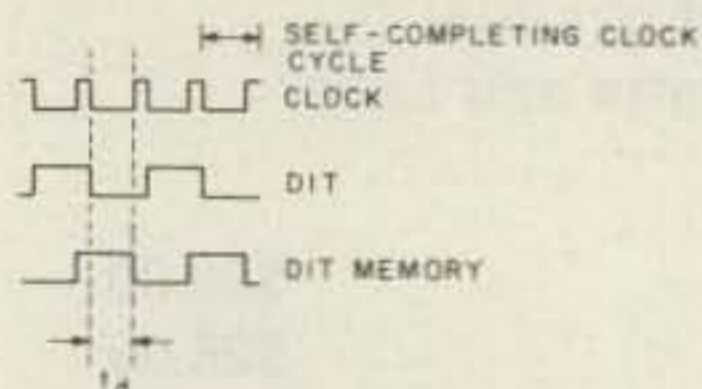 SELF-COMPLETING CLOCK
CYCLE
CLOCK
DIT
DIT MEMORY
t d